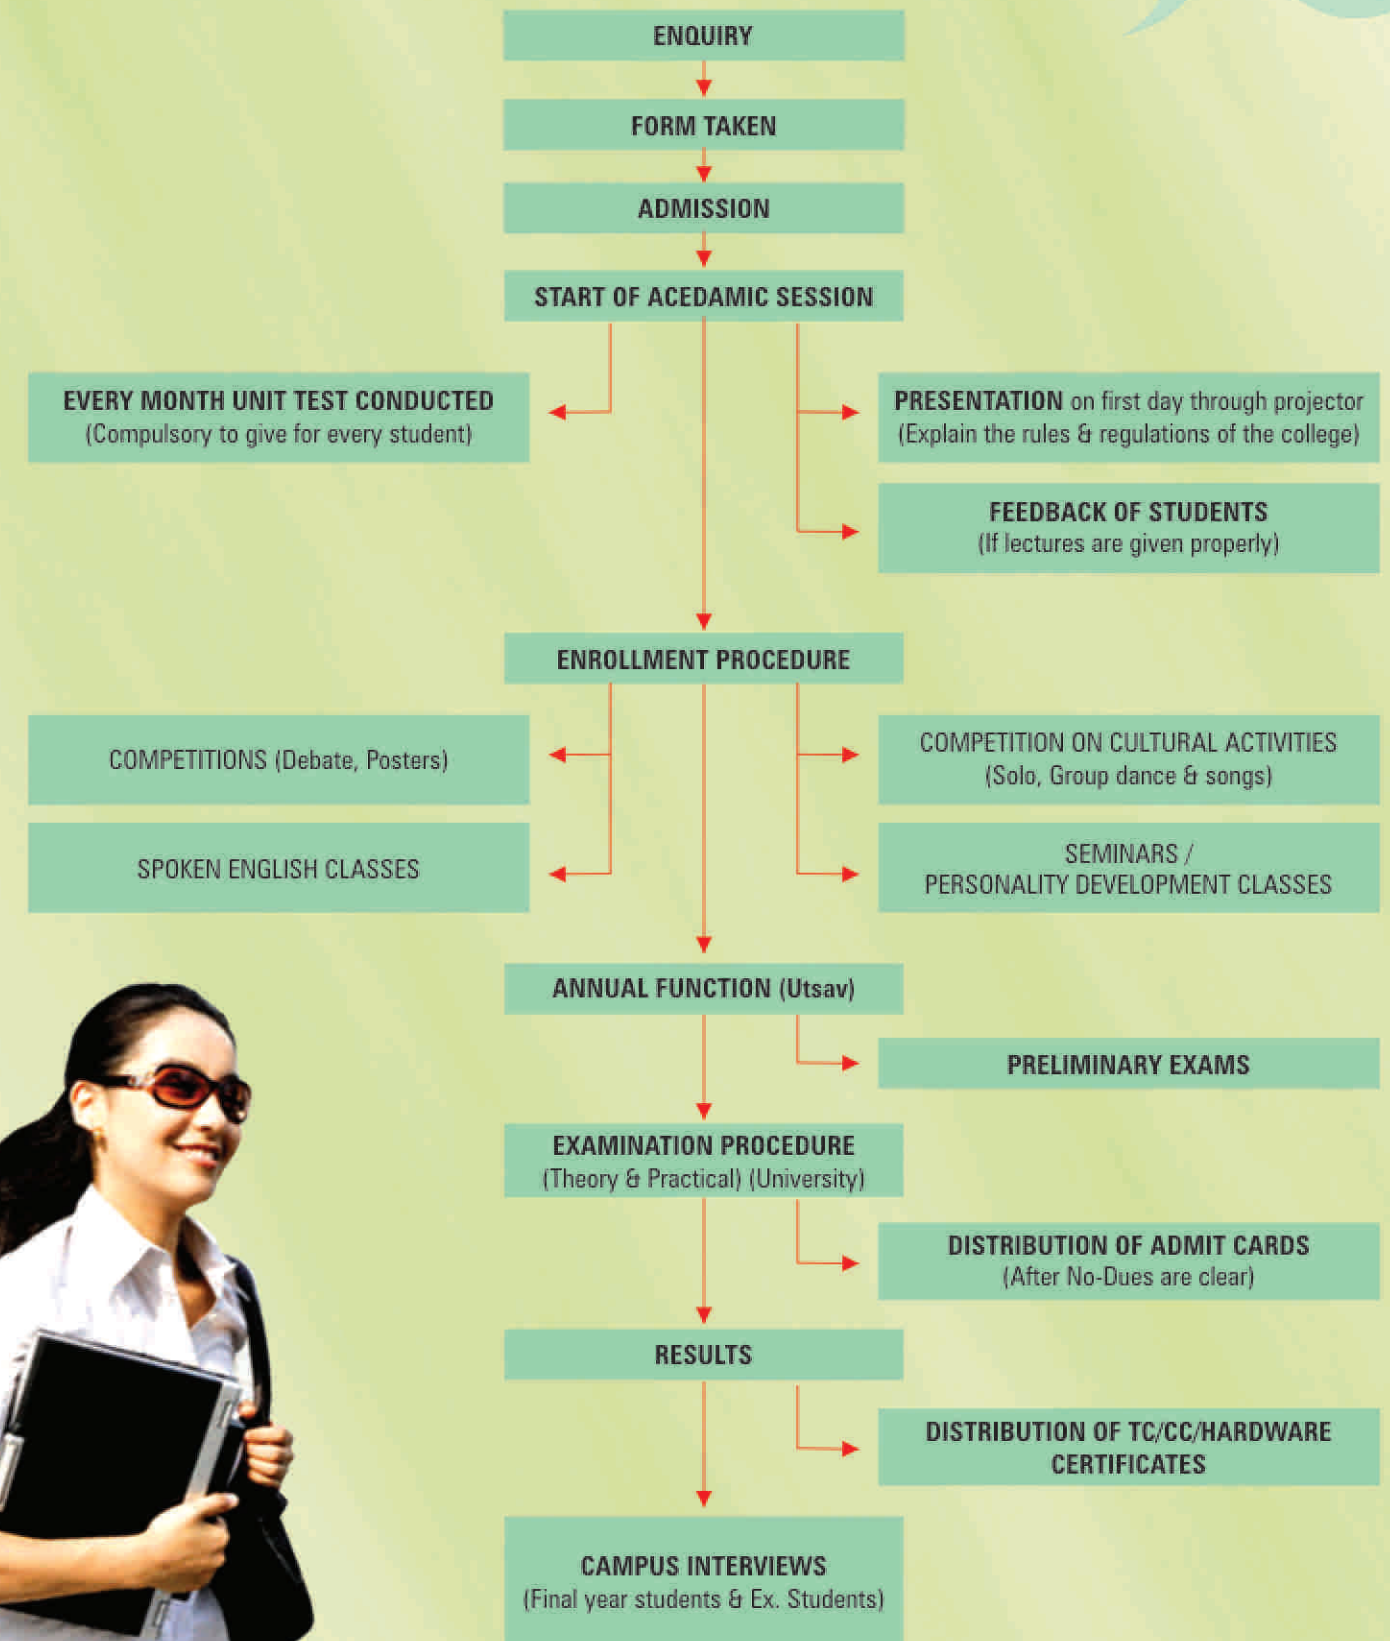 ENQUIRY
FORM TAKEN
ADMISSION
START OF ACEDAMIC SESSION
EVERY MONTH UNIT TEST CONDUCTED
(Compulsory to give for every student)
PRESENTATION on first day through projector
(Explain the rules & regulations of the college)
FEEDBACK OF STUDENTS
(If lectures are given properly)
ENROLLMENT PROCEDURE
COMPETITIONS (Debate, Posters)
COMPETITION ON CULTURAL ACTIVITIES
(Solo, Group dance & songs)
SPOKEN ENGLISH CLASSES
SEMINARS /
PERSONALITY DEVELOPMENT CLASSES
ANNUAL FUNCTION (Utsav)
PRELIMINARY EXAMS
EXAMINATION PROCEDURE
(Theory & Practical) (University)
DISTRIBUTION OF ADMIT CARDS
(After No-Dues are clear)
RESULTS
DISTRIBUTION OF TC/CC/HARDWARE
CERTIFICATES
CAMPUS INTERVIEWS
(Final year students & Ex. Students)